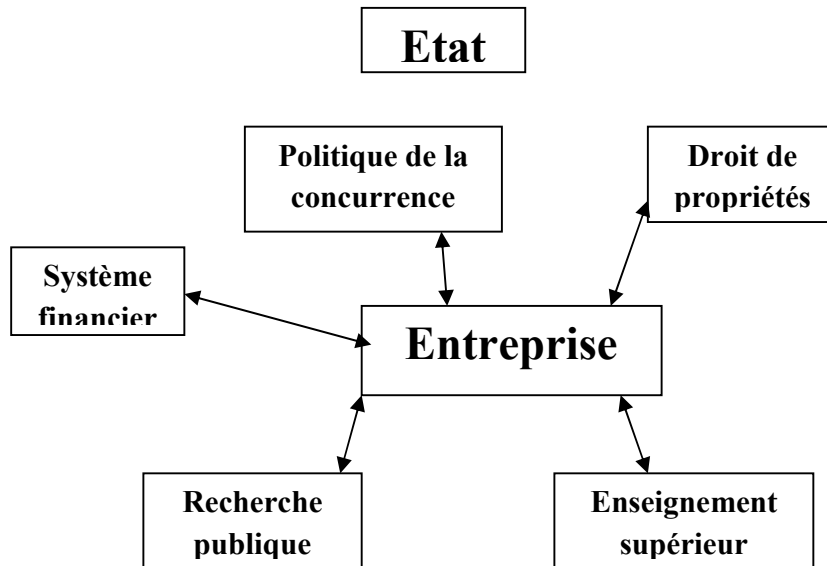 Etat
Politique de la
concurrence
Droit de
propriétés
Système
financier
Entreprise
Recherche
publique
Enseignement
supérieur